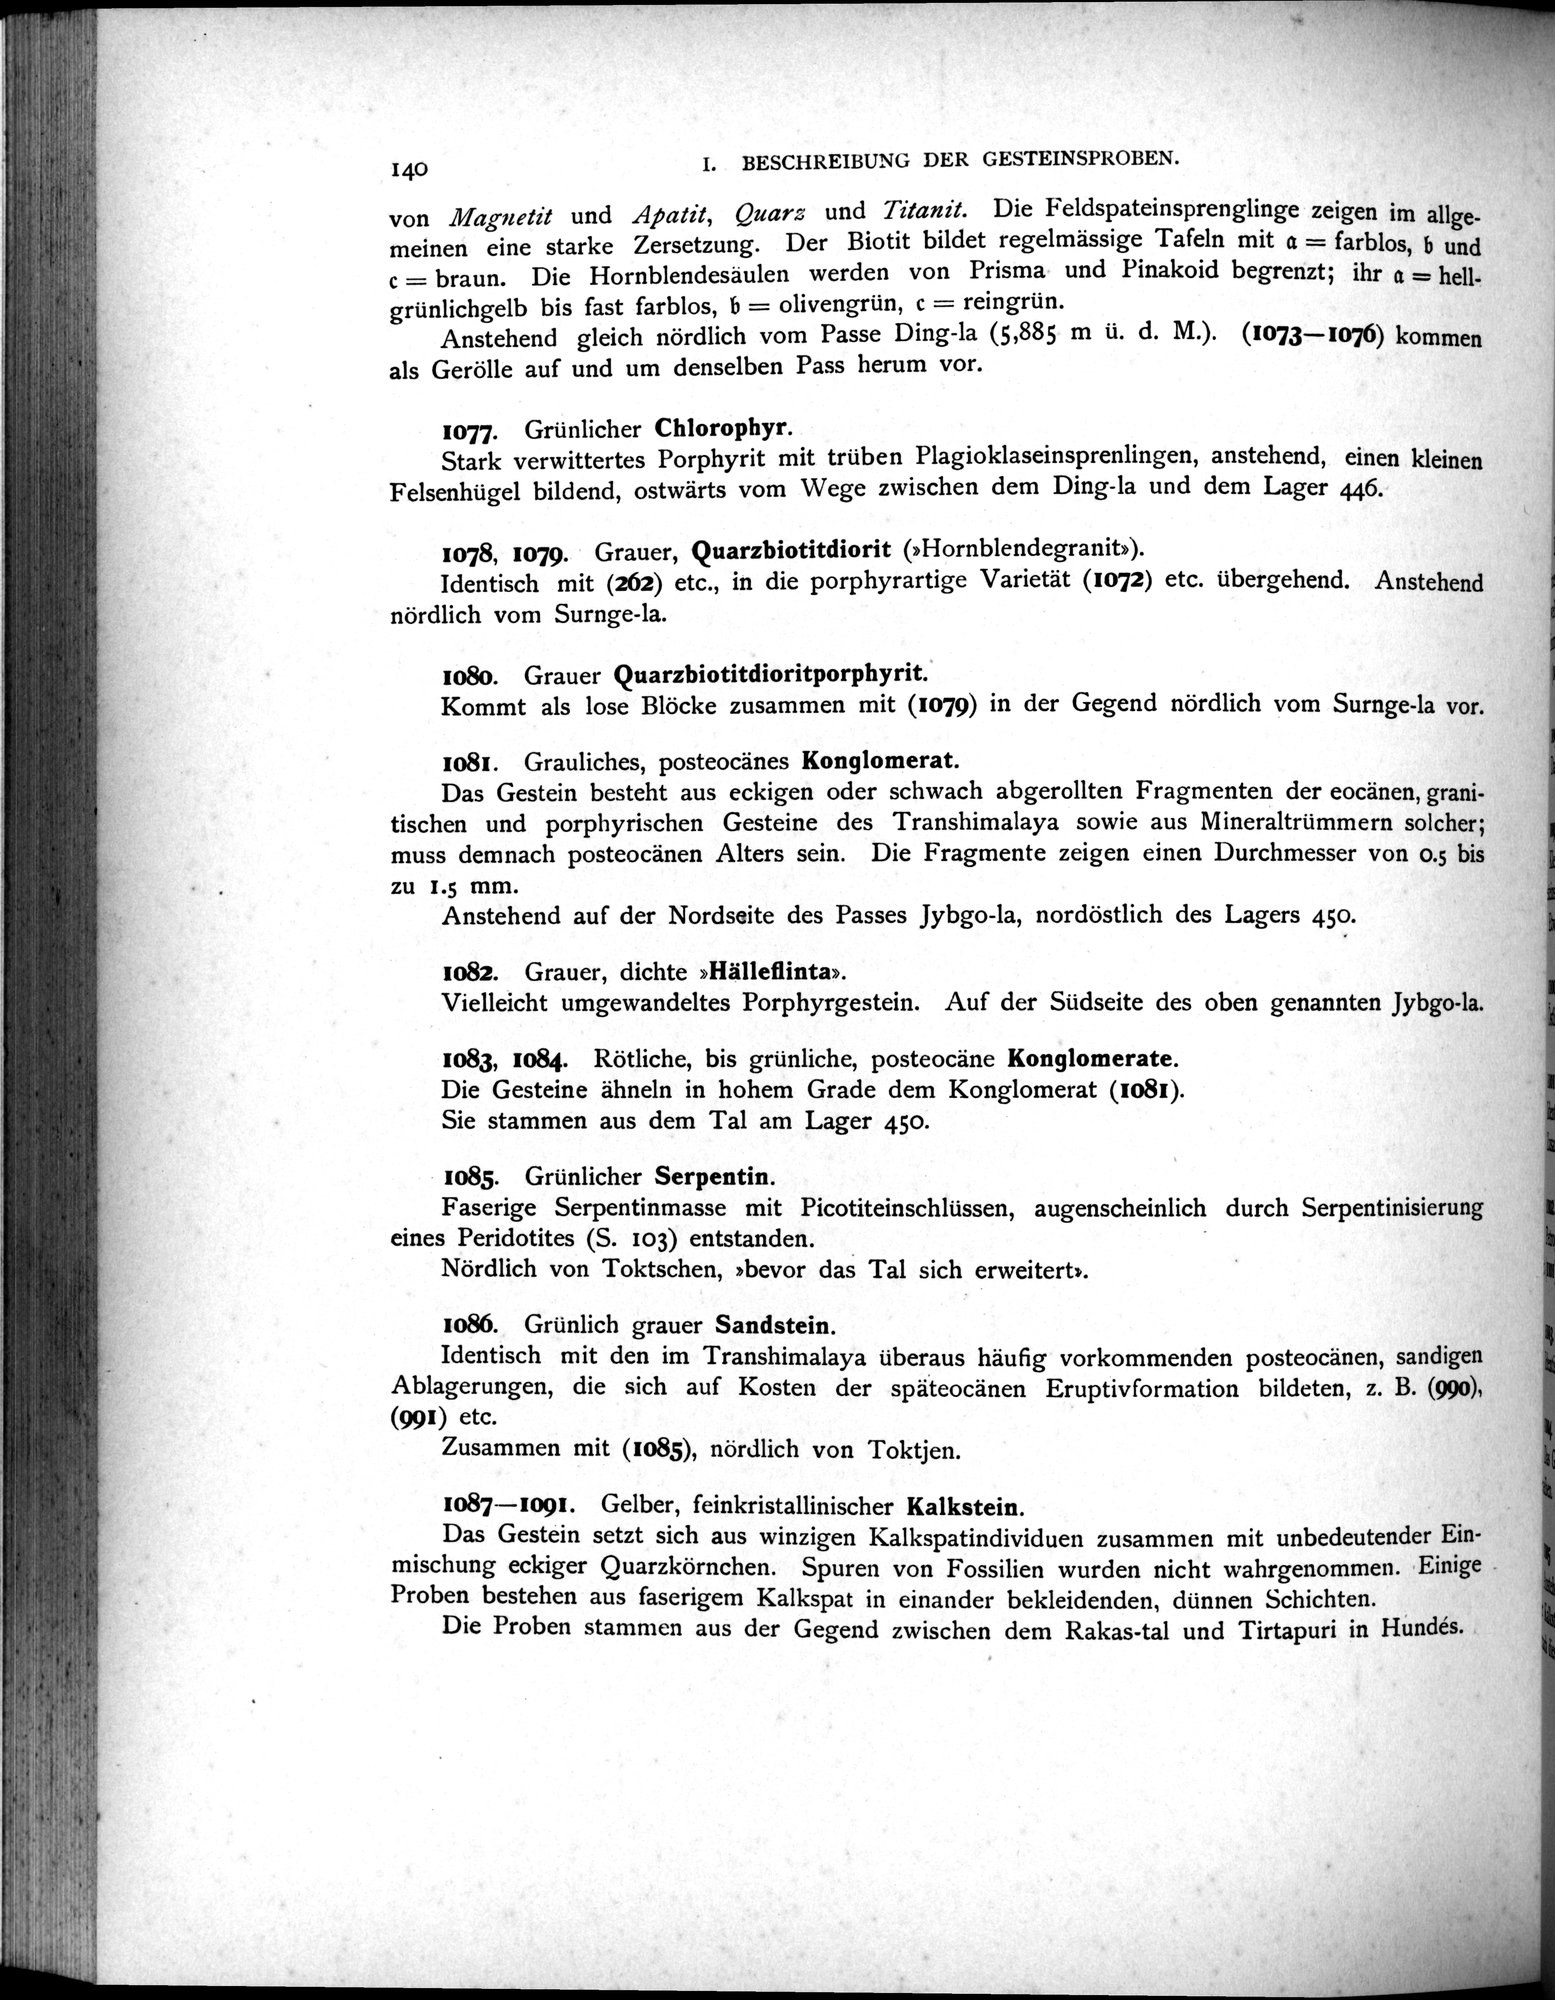 140
I. BESCHREIBUNG DER GESTEINSPROBEN.
von Magnetit und Apatit, Quarz und Titanit. Die Feldspateinsprenglinge zeigen im allge-
meinen eine starke Zersetzung. Der Biotit bildet regelmässige Tafeln mit a = farblos, b und
c = braun. Die Hornblendesäulen werden von Prisma und Pinakoid begrenzt; ihr a = hell-
grünlichgelb bis fast farblos, b = olivengrün, c = reingrün.
Anstehend gleich nördlich vom Passe Ding-la (5,885 m ü. d. M.). (1073—1076) kommen
als Gerölle auf und um denselben Pass herum vor.
1077. Grünlicher Chlorophyr.
Stark verwittertes Porphyrit mit trüben Plagioklaseinsprenlingen, anstehend, einen kleinen
Felsenhügel bildend, ostwärts vom Wege zwischen dem Ding-la und dem Lager 446.
1078, 1079. Grauer, Quarzbiotitdiorit (»Hornblendegranit»).
Identisch mit (262) etc., in die porphyrartige Varietät (1072) etc. übergehend. Anstehend
nördlich vom Surnge-la.
1080. Grauer Quarzbiotitdioritporphyrit.
Kommt als lose Blöcke zusammen mit (1079) in der Gegend nördlich vom Surnge-la vor.
1081. Grauliches, posteocänes Konglomerat.
Das Gestein besteht aus eckigen oder schwach abgerollten Fragmenten der eocänen, grani-
tischen und porphyrischen Gesteine des Transhimalaya sowie aus Mineraltrümmern solcher;
muss demnach posteocänen Alters sein. Die Fragmente zeigen einen Durchmesser von 0.5 bis
zu 1.5 mm.
Anstehend auf der Nordseite des Passes Jybgo-la, nordöstlich des Lagers 450.
1082. Grauer, dichte »Hälleflinta».
Vielleicht umgewandeltes Porphyrgestein. Auf der Südseite des oben genannten Jybgo-la.
1083, 1084. Rötliche, bis grünliche, posteocäne Konglomerate.
Die Gesteine ähneln in hohem Grade dem Konglomerat (1081).
Sie stammen aus dem Tal am Lager 450.
1085. Grünlicher Serpentin.
Faserige Serpentinmasse mit Picotiteinschlüssen, augenscheinlich durch Serpentinisierung
eines Peridotites (S. 103) entstanden.
Nördlich von Toktschen, »bevor das Tal sich erweitert».
1086. Grünlich grauer Sandstein.
Identisch mit den im Transhimalaya überaus häufig vorkommenden posteocänen, sandigen
Ablagerungen, die sich auf Kosten der späteocänen Eruptivformation bildeten, z. B. (990),
(991) etc.
Zusammen mit (1085), nördlich von Toktjen.
1087—1091. Gelber, feinkristallinischer Kalkstein.
Das Gestein setzt sich aus winzigen Kalkspatindividuen zusammen mit unbedeutender Ein-
mischung eckiger Quarzkörnchen. Spuren von Fossilien wurden nicht wahrgenommen. Einige
Proben bestehen aus faserigem Kalkspat in einander bekleidenden, dünnen Schichten.
Die Proben stammen aus der Gegend zwischen dem Rakas-tal und Tirtapuri in Hundés.